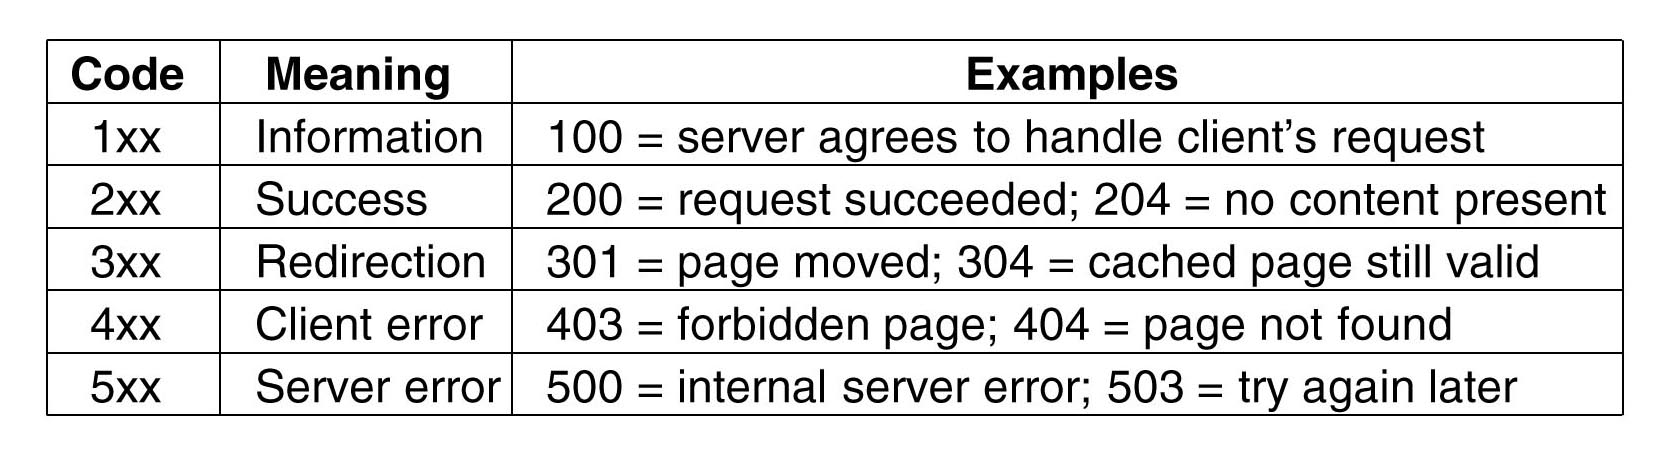 Code Meaning Examples
1xx Information 100 = server agrees to handle client’s request
2xx Success 200 = request succeeded; 204 = no content present
3xx Redirection 301 = page moved; 304 = cached page still valid
4xx Client error 403 = forbidden page; 404 = page not found
5xx Server error 500 = internal server error; 503 = try again later